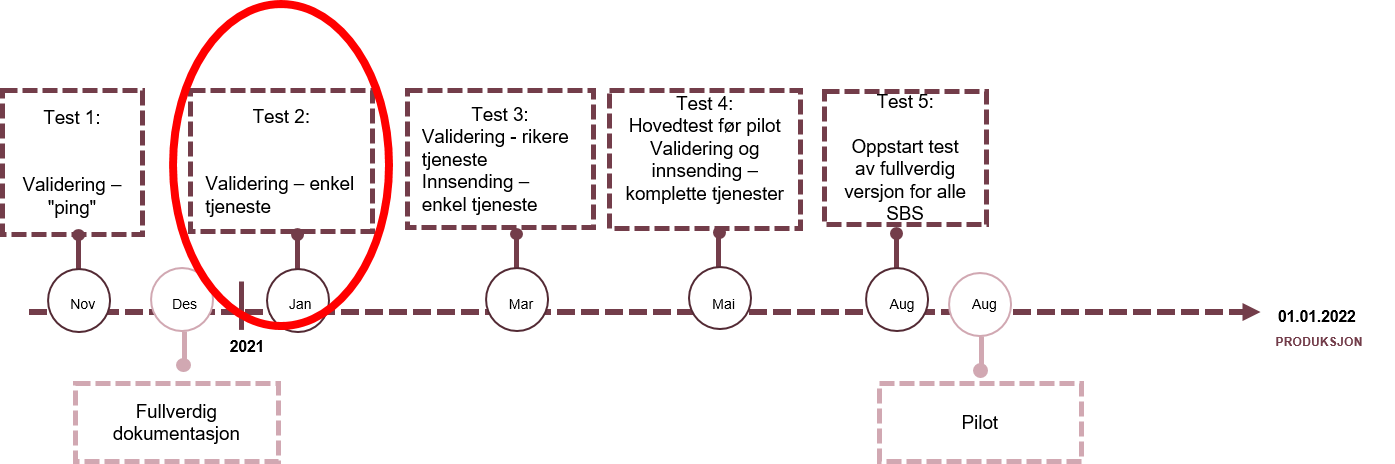 Test 1:
Validering –
"ping"
Test 2:
Validering – enkel
tjeneste
Test 3:
Validering - rikere
tjeneste
Innsending –
enkel tjeneste
Test 4:
Hovedtest før pilot
Validering og
innsending –
komplette tjenester
Test 5:
Oppstart test
av fullverdig
versjon for alle
SBS
Nov
Des
Jan
Mar
Mai
Aug
Aug
01.01.2022
PRODUKSJON
2021
Fullverdig
dokumentasjon
Pilot